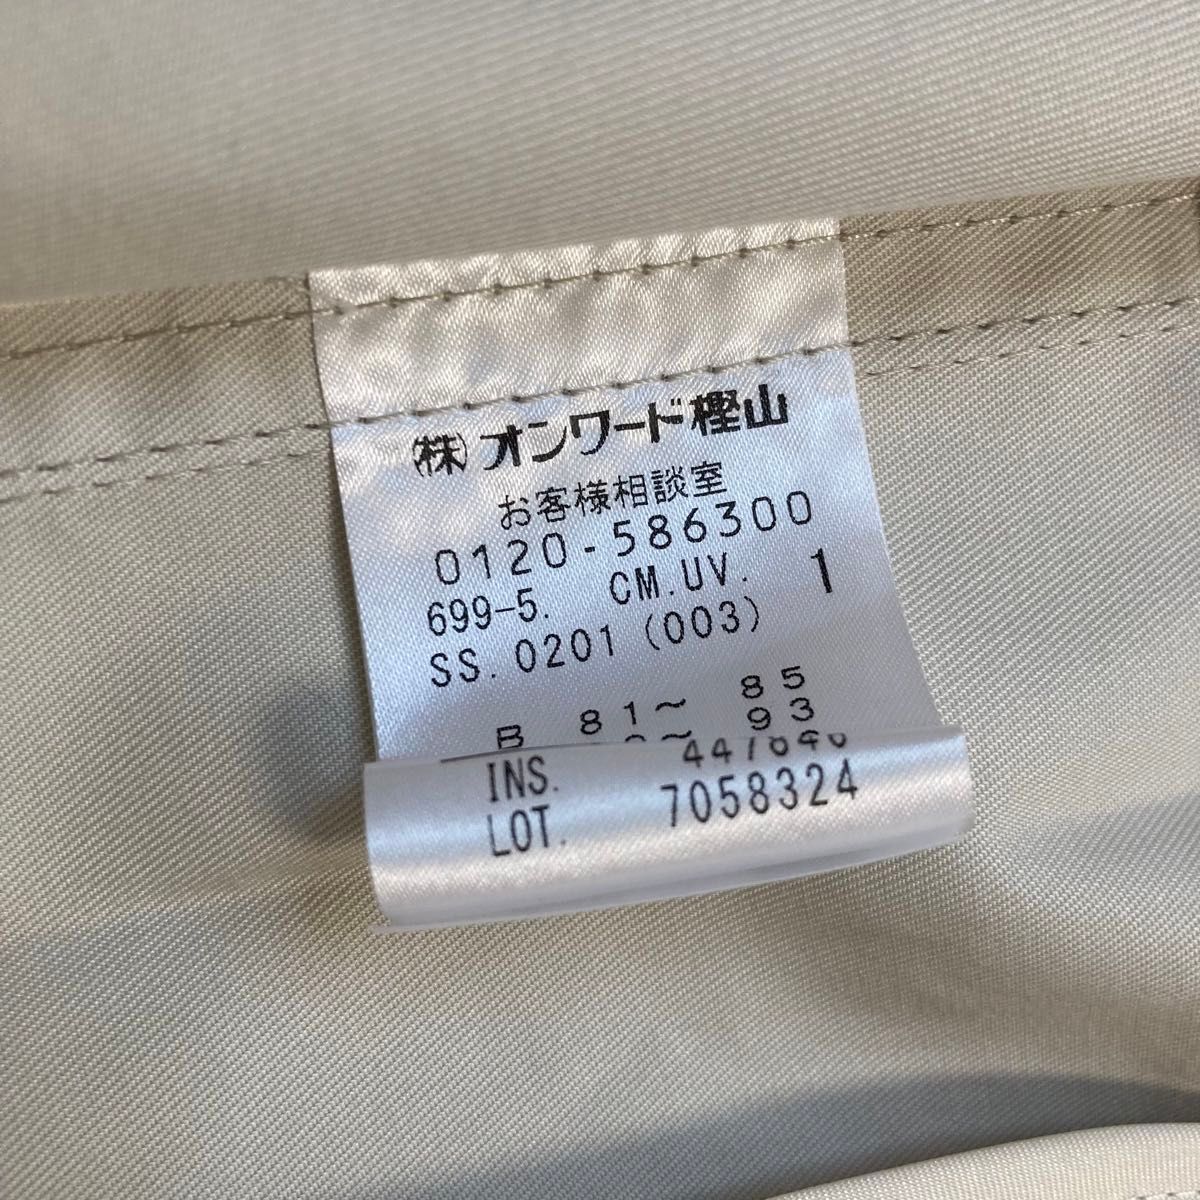 ㈱オンワード樫山
お客様相談室
0120-586300
699-5. CM.UV. 1
SS.0201(003)
B 81～ 85
93
INS.
LOT. 7058324